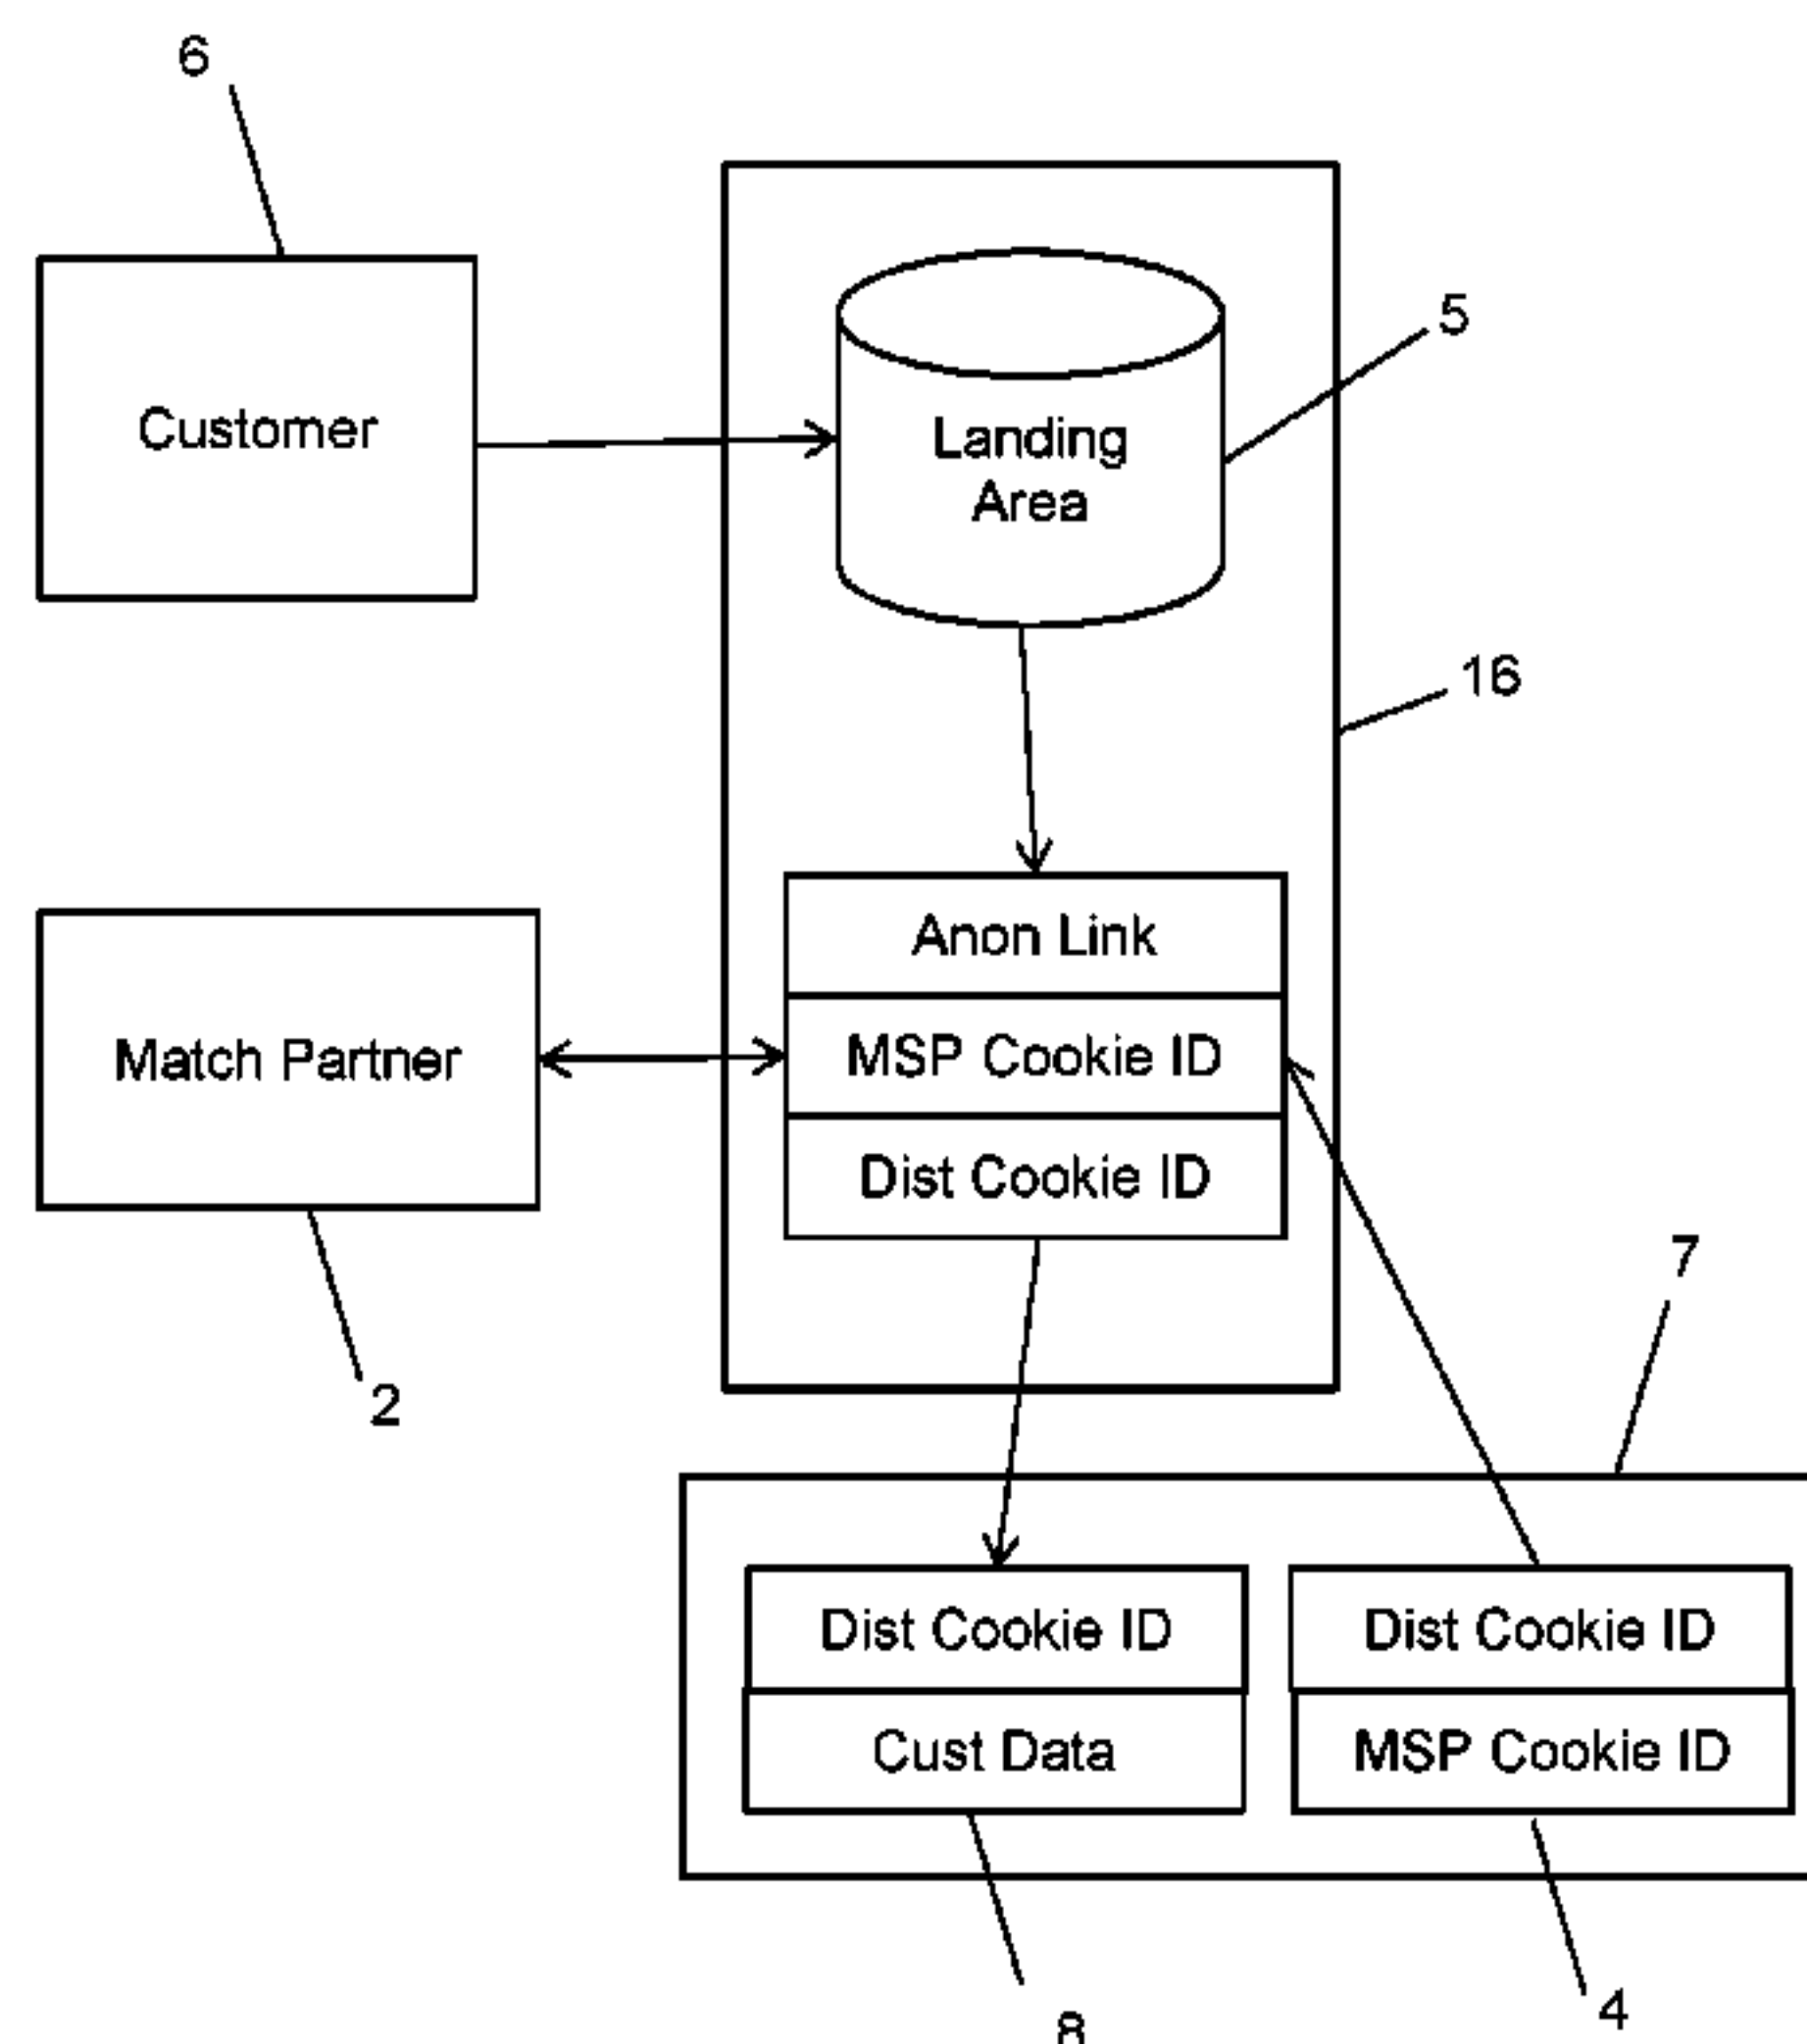 6
5
Customer
Landing
Area
16
Anon Link
Match Partner
MSP Cookie ID
Dist Cookie ID
7
2
Dist Cookie ID
Dist Cookie ID
Cust Data
MSP Cookie ID
4
8